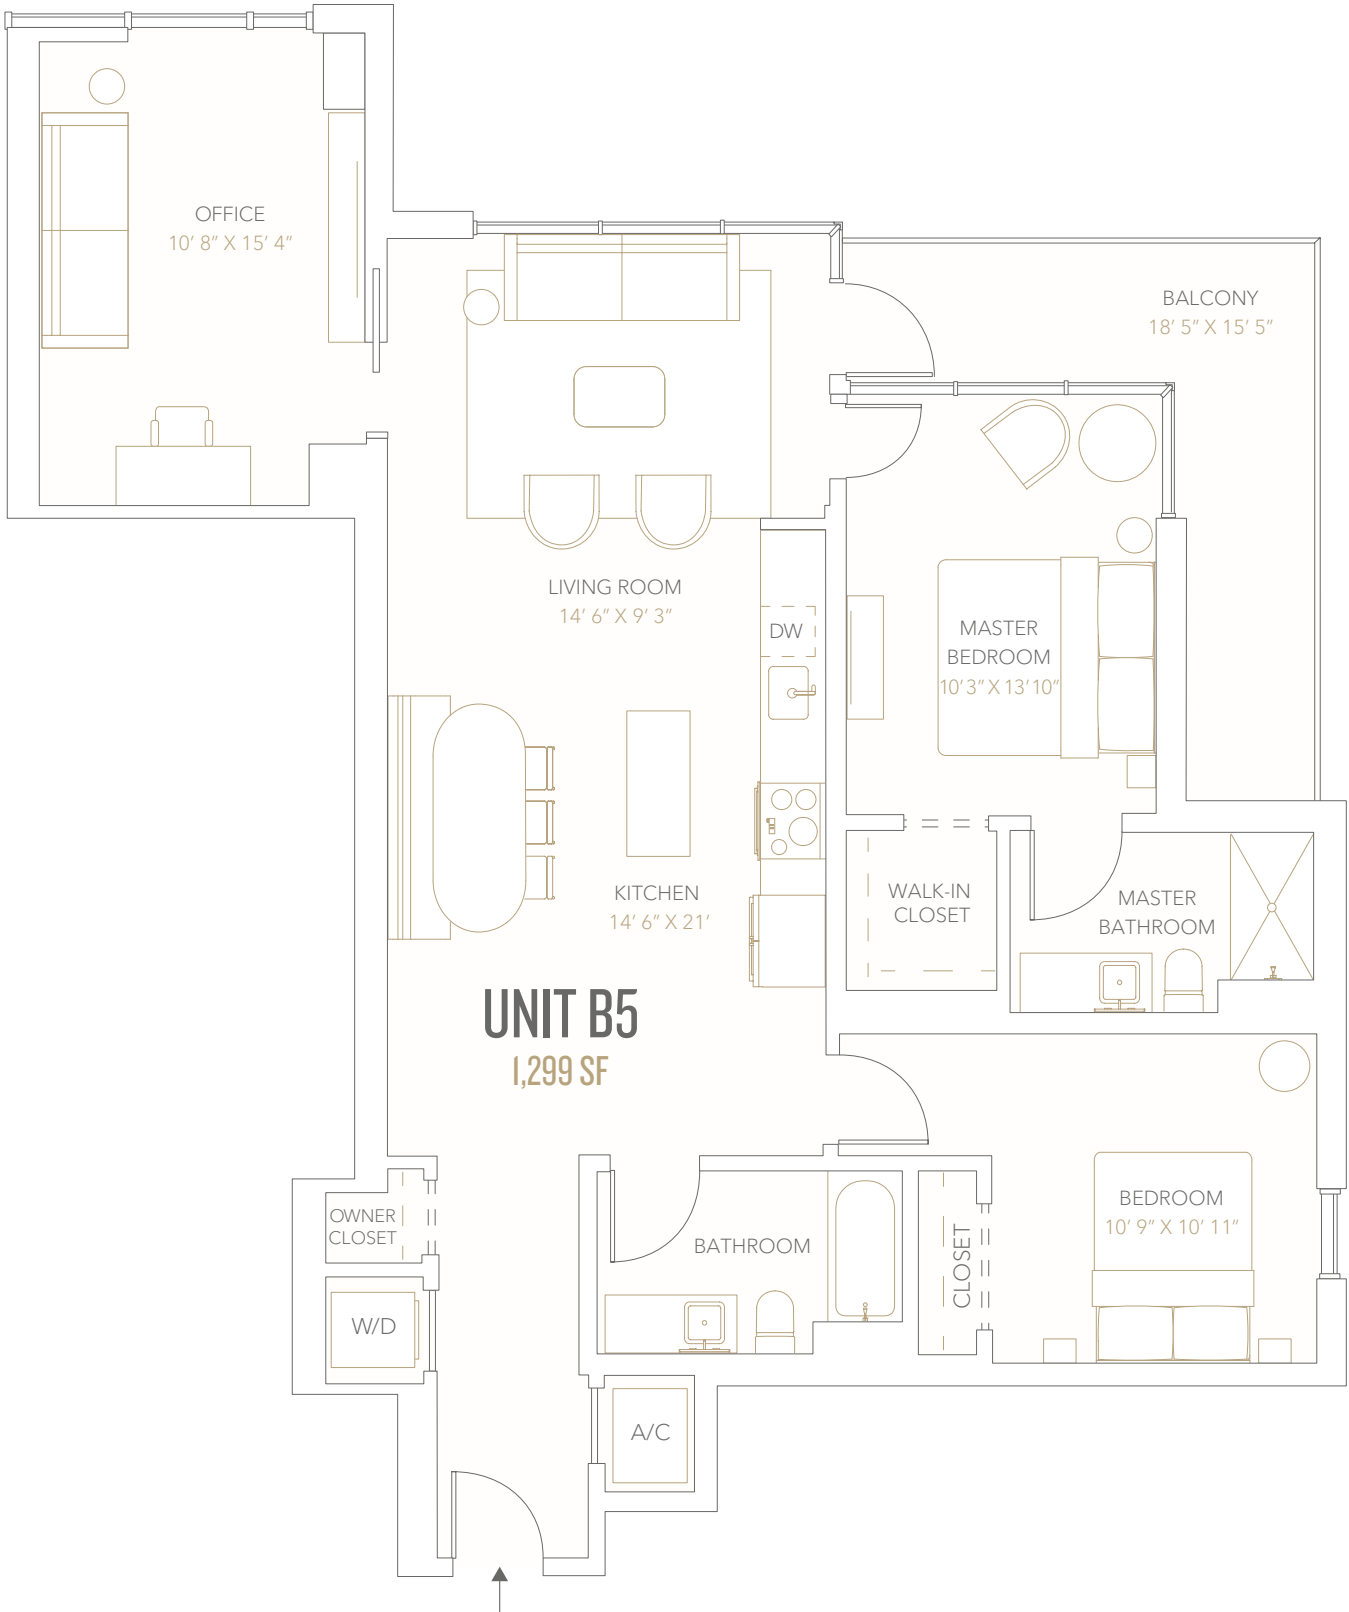 OFFICE
10' 8" X 15' 4"
BALCONY
18' 5" X 15' 5"
LIVING ROOM
14' 6" X 9' 3"
DW
MASTER
BEDROOM
10'3" X 13'10"
KITCHEN
14' 6" X 21'
WALK-IN
CLOSET
MASTER
BATHROOM
UNIT B5
1,299 SF
OWNER
CLOSET
BATHROOM
CLOSET
BEDROOM
10' 9" X 10' 11"
W/D
A/C